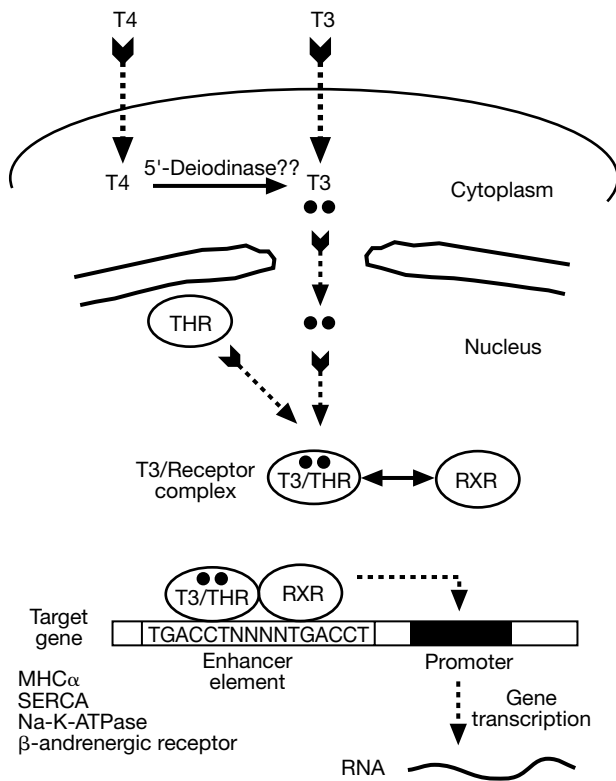 T4
T3
5'-Deiodinase??
T4
T3
Cytoplasm
THR
Nucleus
T3/Receptor
complex
T3/THR
RXR
T3/THR
RXR
Target
gene
TGACCTNNNNTGACCT
Enhancer
element
Promoter
MHCα
SERCA
Na-K-ATPase
β-andrenergic receptor
Gene
transcription
RNA